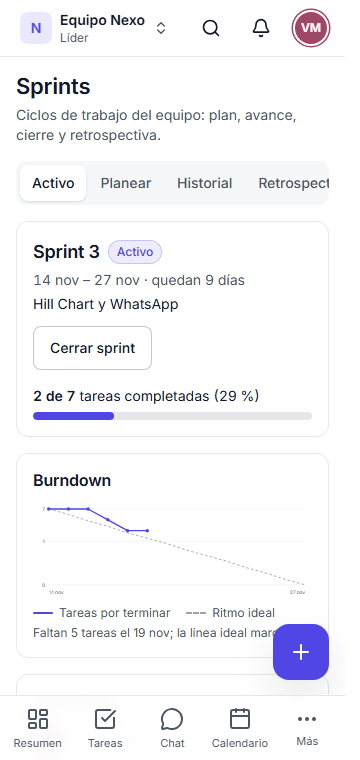 N
Equipo Nexo
Líder
VM
Sprints
Ciclos de trabajo del equipo: plan, avance,
cierre y retrospectiva.
Activo Planear Historial Retrospect
Sprint 3 Activo
14 nov – 27 nov · quedan 9 días
Hill Chart y WhatsApp
Cerrar sprint
2 de 7 tareas completadas (29 %)
Burndown
7
4
0
14 nov 27 nov
Tareas por terminar Ritmo ideal
Faltan 5 tareas el 19 nov; la línea ideal
Resumen Tareas Chat Calendario Más